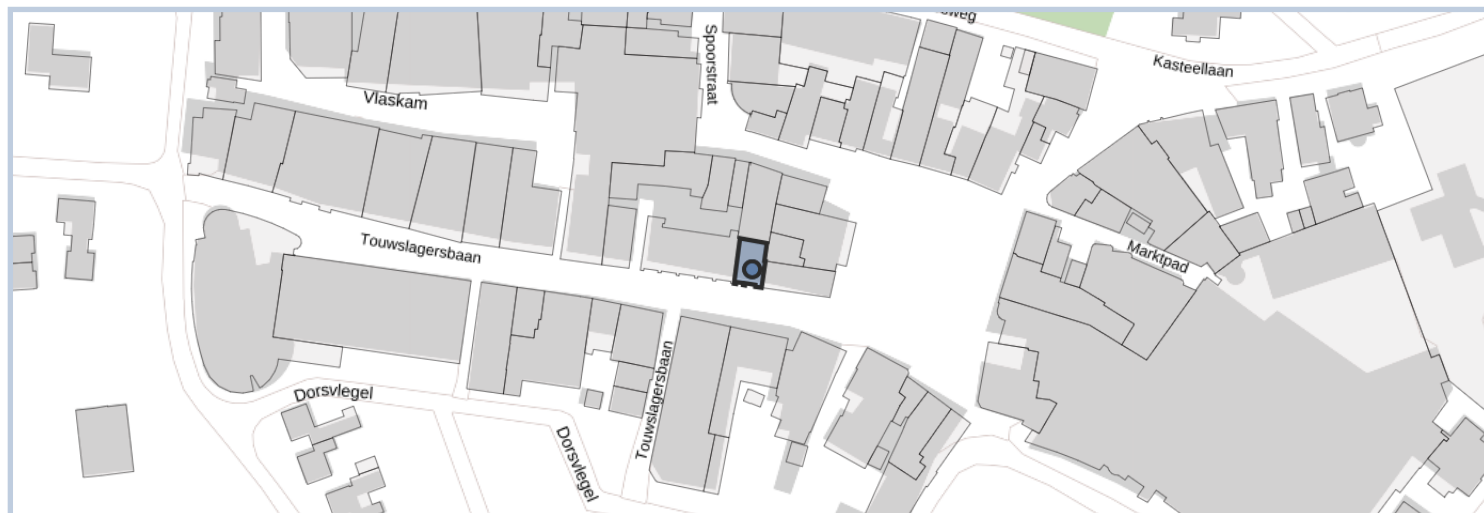 Spoorstraat
Kasteellaan
Vlaskam
Touwslagersbaan
Marktpad
Dorsvlegel
Touwslagersbaan
Dorsvlegel